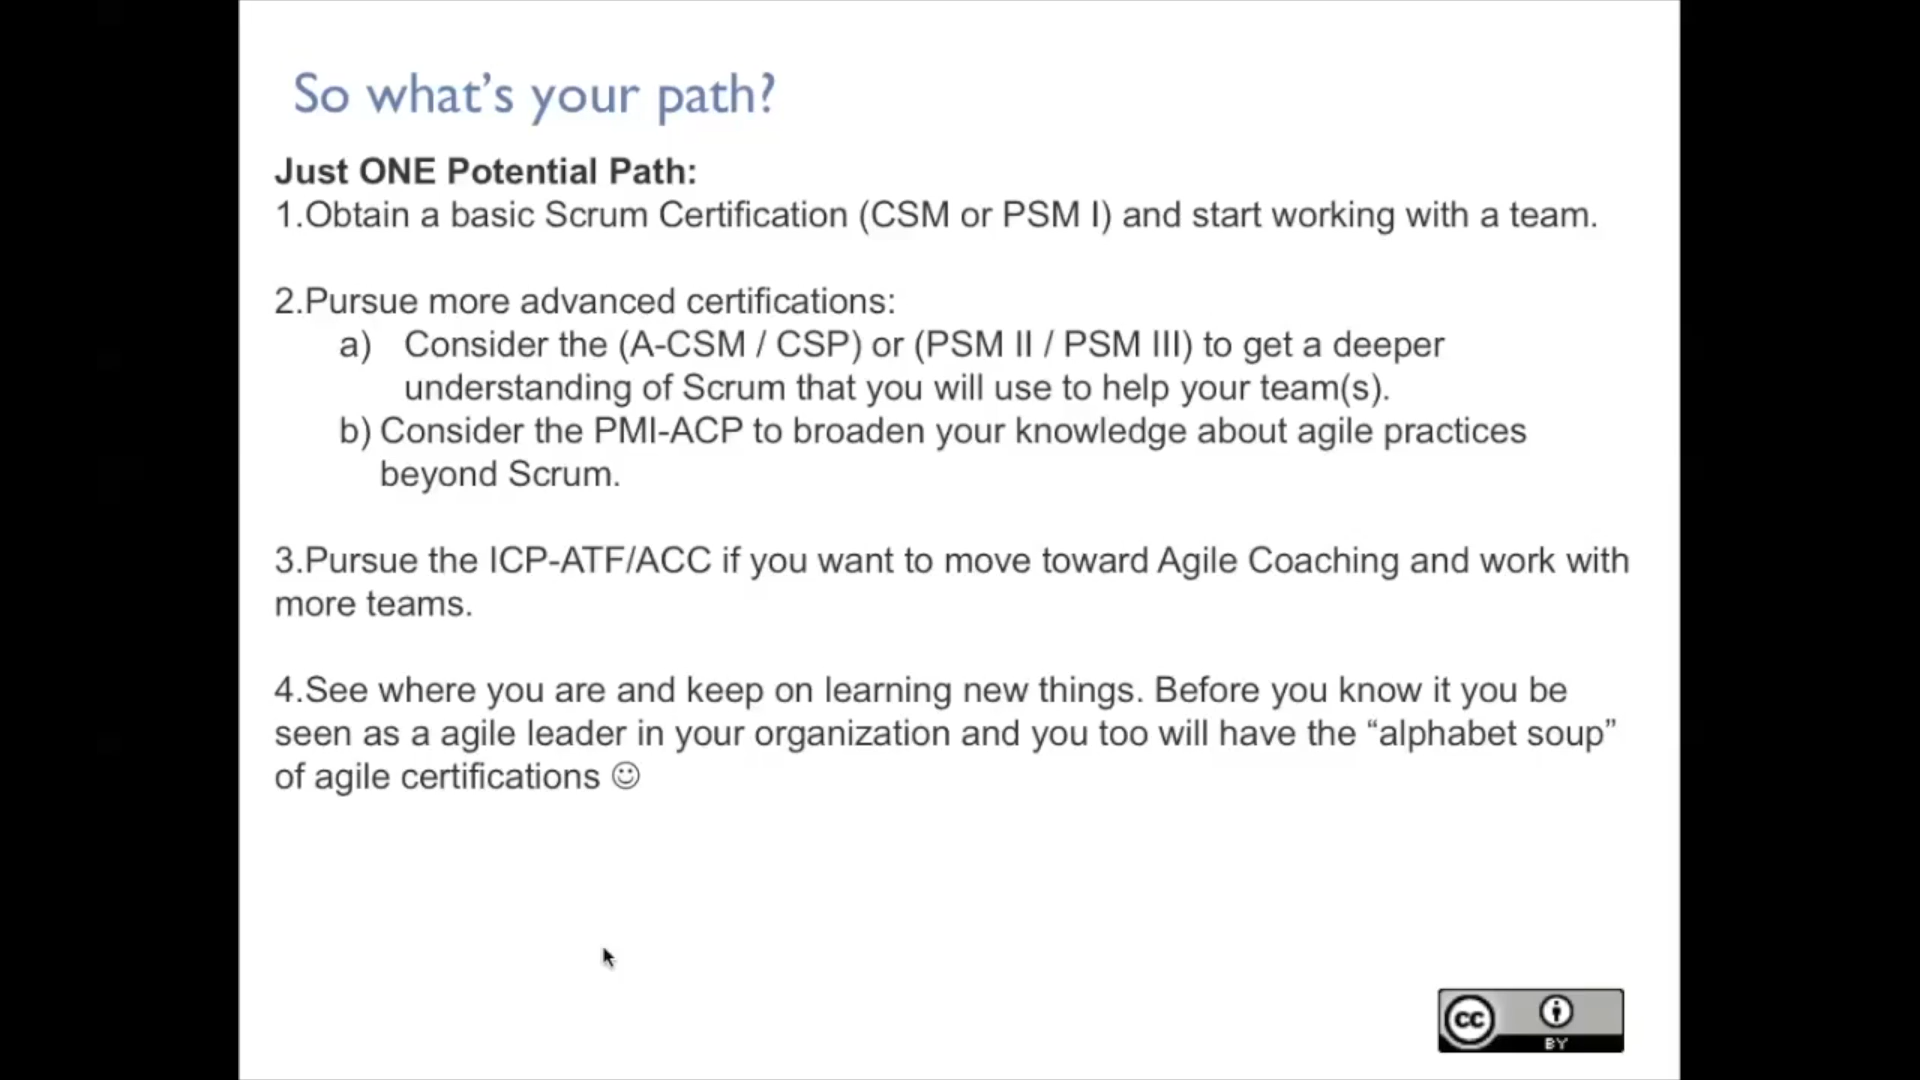 So what's your path?
Just ONE Potential Path:
1.Obtain a basic Scrum Certification (CSM or PSM I) and start working with a team.
2.Pursue more advanced certifications:
a) Consider the (A-CSM / CSP) or (PSM II / PSM III) to get a deeper
understanding of Scrum that you will use to help your team(s).
b) Consider the PMI-ACP to broaden your knowledge about agile practices
beyond Scrum.
3.Pursue the ICP-ATF/ACC if you want to move toward Agile Coaching and work with
more teams.
4.See where you are and keep on learning new things. Before you know it you be
seen as a agile leader in your organization and you too will have the “alphabet soup”
of agile certifications ☺
cc
BY